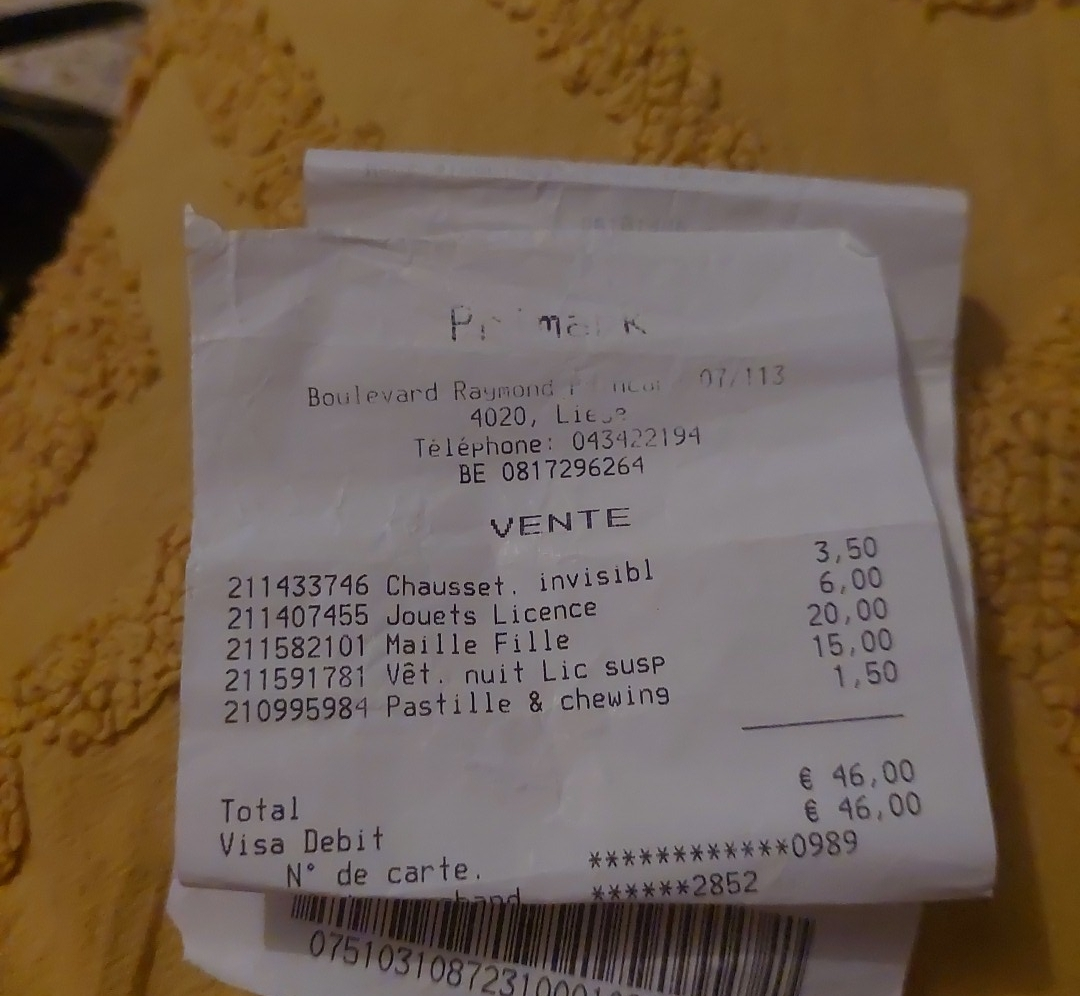 Boulevard Raymond 07/113
4020,
Téléphone: 043422194
BE 0817296264
VENTE
211433746 Chausset. invisibl 3,50
211407455 Jouets Licence 6,00
211582101 Maille Fille 20,00
211591781 Vêt. nuit Lic susp 15,00
210995984 Pastille & chewing 1,50
Total € 46,00
Visa Debit € 46,00
N° de carte. ************0989
******2852